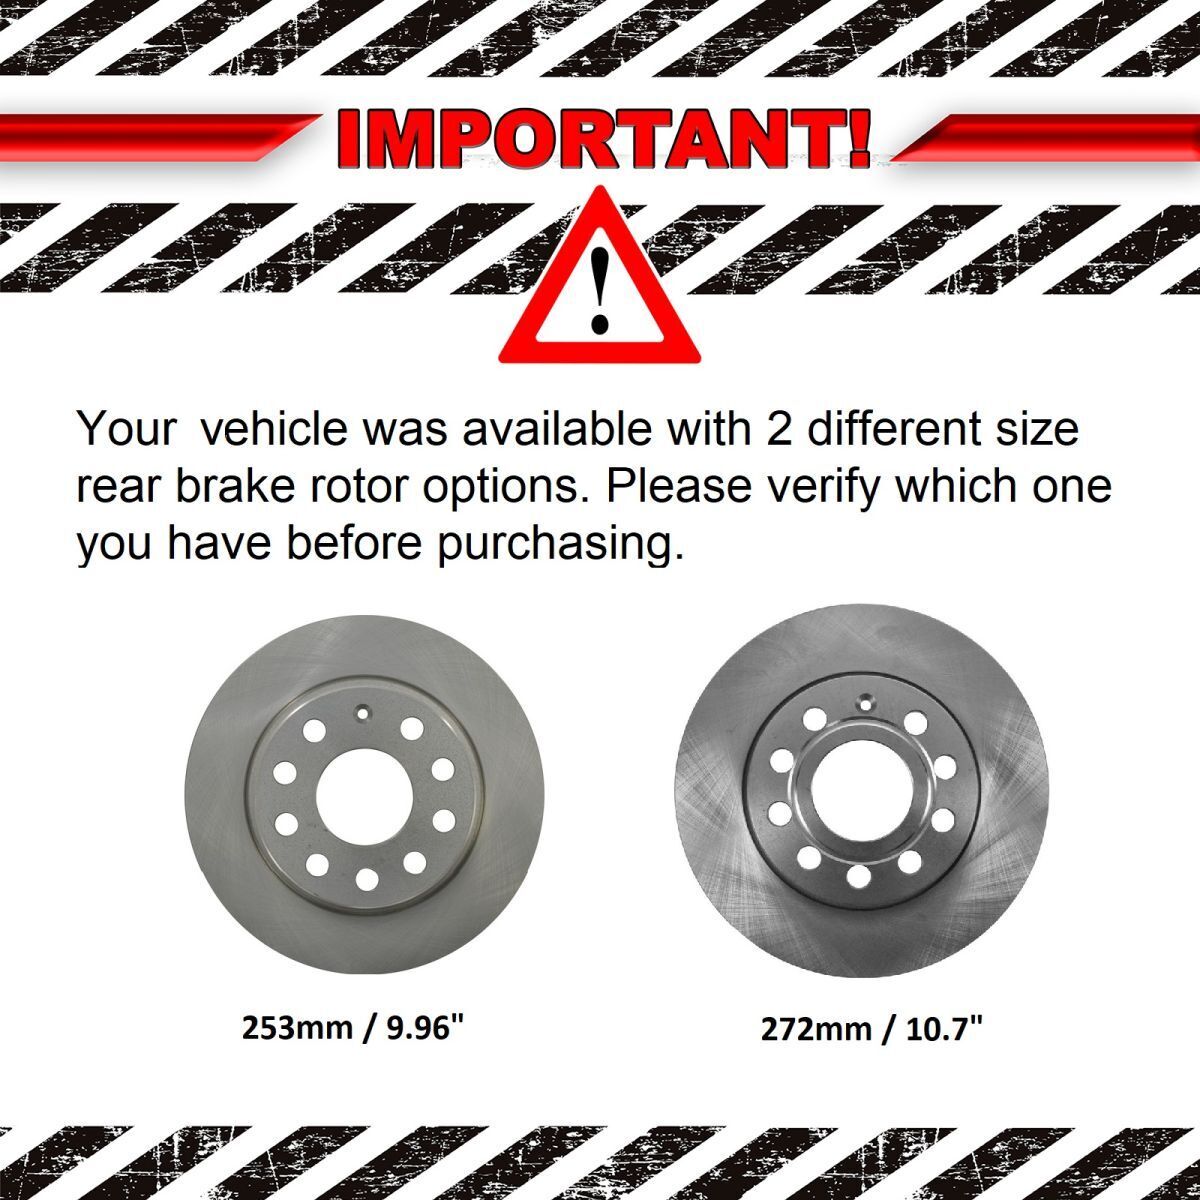 IMPORTANT!
Your vehicle was available with 2 different size
rear brake rotor options. Please verify which one
you have before purchasing.
253mm / 9.96"
272mm / 10.7"